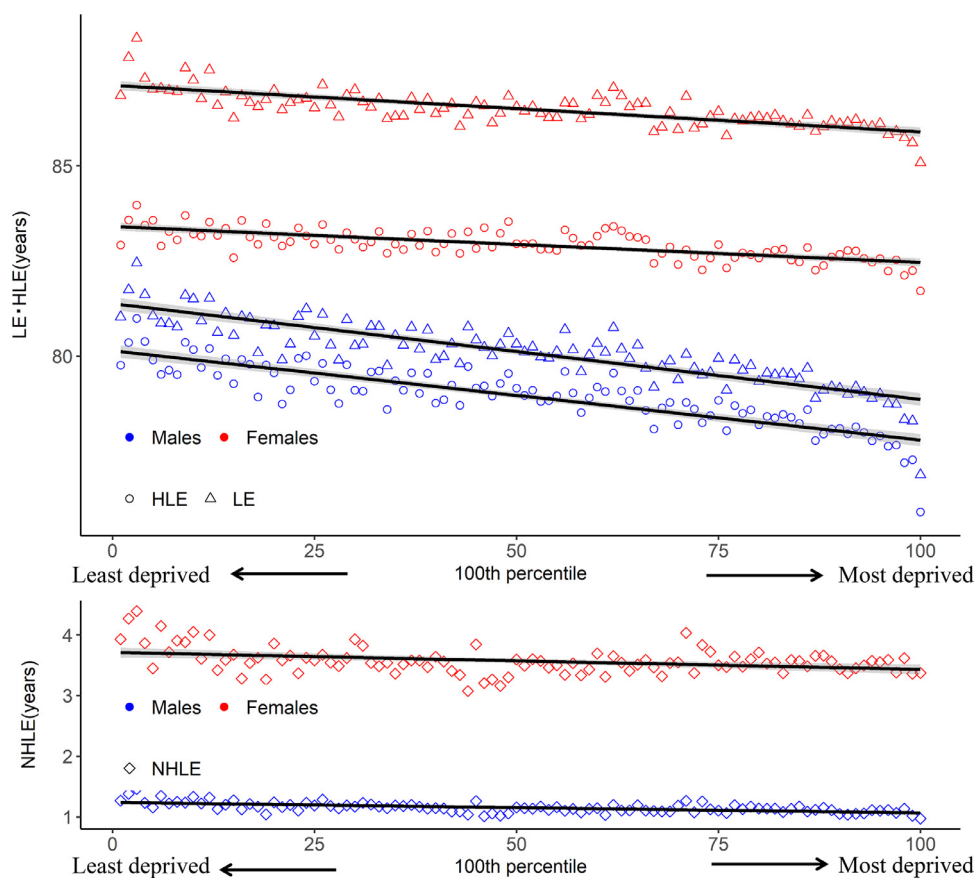 LE・HLE(years)
85
80
Males Females
HLE LE
0 25 50 75 100
Least deprived 100th percentile Most deprived
NHLE(years)
4
3
2
1
Males Females
NHLE
0 25 50 75 100
Least deprived 100th percentile Most deprived